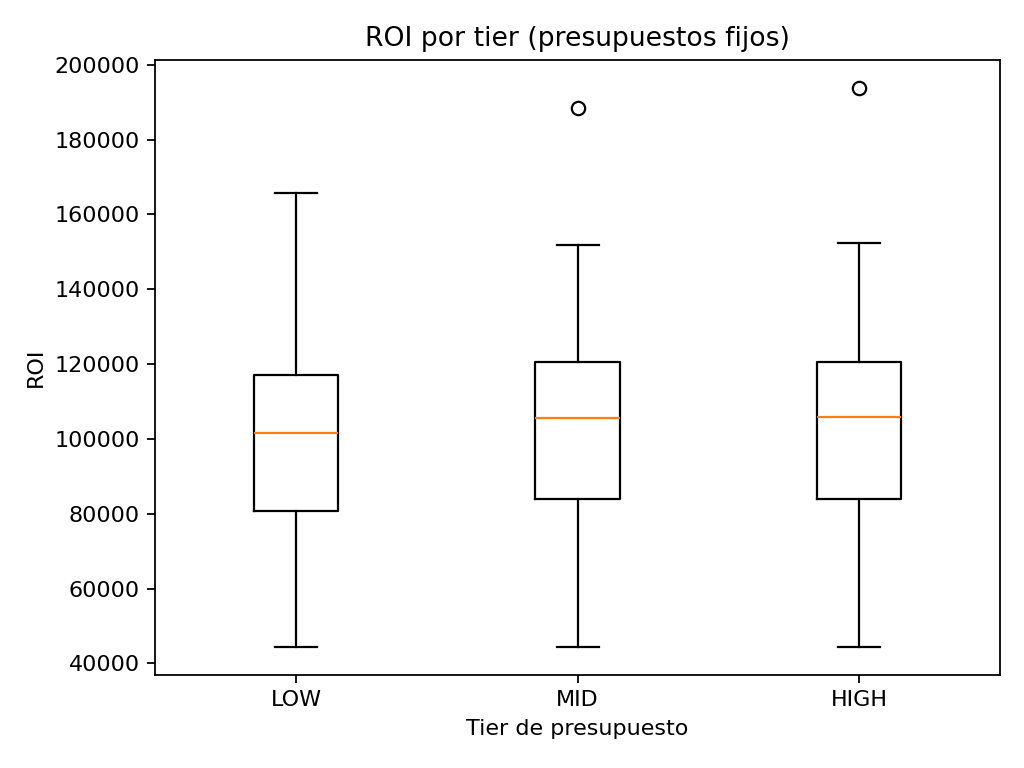 ROI por tier (presupuestos fijos)
200000
180000
160000
140000
120000
100000
80000
60000
40000
ROI
LOW MID HIGH
Tier de presupuesto